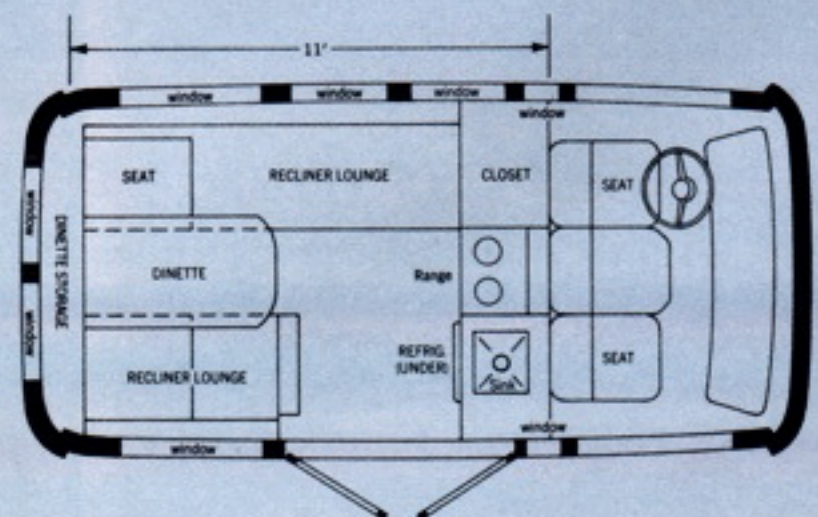 11'
window
window
window
window
SEAT
RECLINER LOUNGE
CLOSET
SEAT
window
DINETTE STORAGE
DINETTE
Range
window
REFRIG.
(UNDER)
Sink
SEAT
RECLINER LOUNGE
window
window